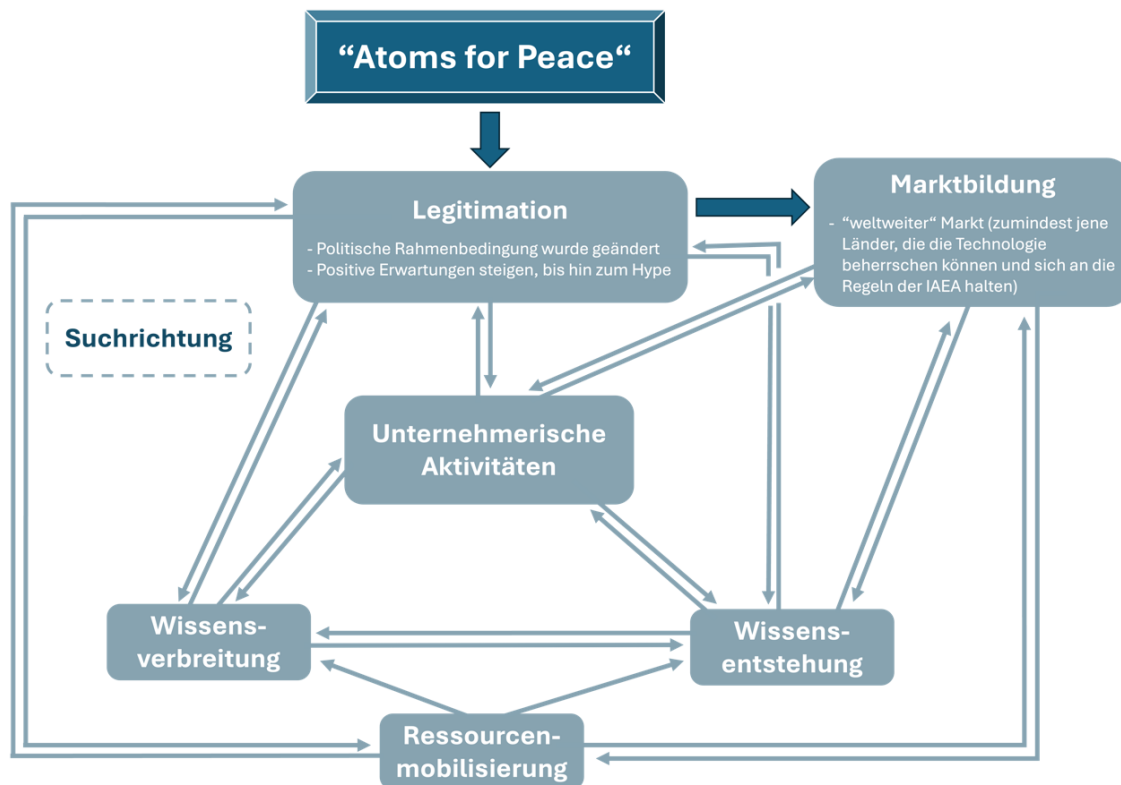 “Atoms for Peace“
Legitimation
- Politische Rahmenbedingung wurde geändert
- Positive Erwartungen steigen, bis hin zum Hype
Marktbildung
- “weltweiter“ Markt (zumindest jene
Länder, die die Technologie
beherrschen können und sich an die
Regeln der IAEA halten)
Suchrichtung
Unternehmerische
Aktivitäten
Wissens-
verbreitung
Wissens-
entstehung
Ressourcen-
mobilisierung